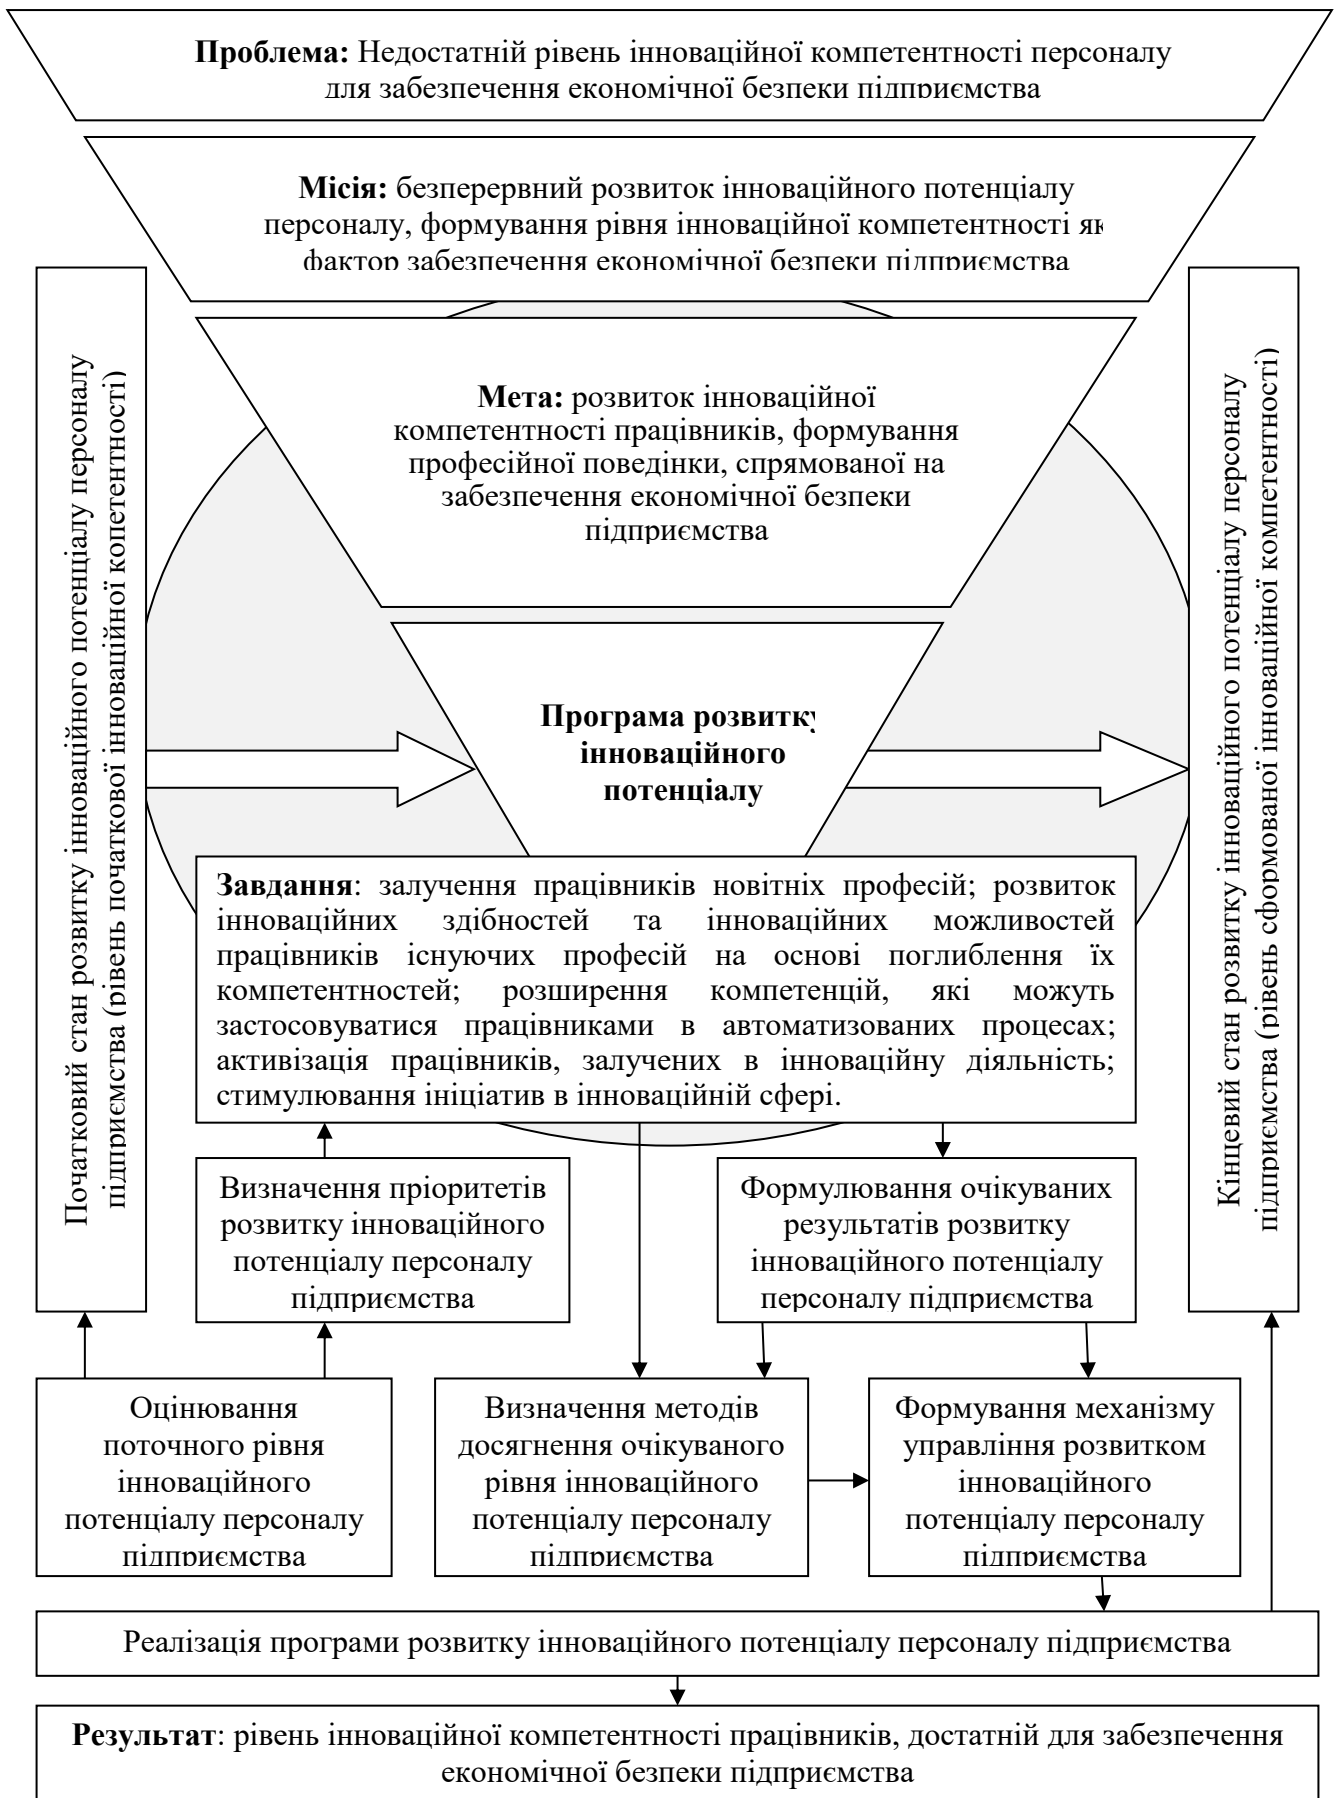 Проблема: Недостатній рівень інноваційної компетентності персоналу
для забезпечення економічної безпеки підприємства
Місія: безперервний розвиток інноваційного потенціалу
персоналу, формування рівня інноваційної компетентності як
фактор забезпечення економічної безпеки підприємства
Початковий стан розвитку інноваційного потенціалу персоналу
підприємства (рівень початкової інноваційної копетентності)
Мета: розвиток інноваційної
компетентності працівників, формування
професійної поведінки, спрямованої на
забезпечення економічної безпеки
підприємства
Кінцевий стан розвитку інноваційного потенціалу персоналу
підприємства (рівень сформованої інноваційної компетентності)
Програма розвитку
інноваційного
потенціалу
Завдання: залучення працівників новітніх професій; розвиток
інноваційних здібностей та інноваційних можливостей
працівників існуючих професій на основі поглиблення їх
компетентностей; розширення компетенцій, які можуть
застосовуватися працівниками в автоматизованих процесах;
активізація працівників, залучених в інноваційну діяльність;
стимулювання ініціатив в інноваційній сфері.
Визначення пріоритетів
розвитку інноваційного
потенціалу персоналу
підприємства
Формулювання очікуваних
результатів розвитку
інноваційного потенціалу
персоналу підприємства
Оцінювання
поточного рівня
інноваційного
потенціалу персоналу
підприємства
Визначення методів
досягнення очікуваного
рівня інноваційного
потенціалу персоналу
підприємства
Формування механізму
управління розвитком
інноваційного
потенціалу персоналу
підприємства
Реалізація програми розвитку інноваційного потенціалу персоналу підприємства
Результат: рівень інноваційної компетентності працівників, достатній для забезпечення
економічної безпеки підприємства